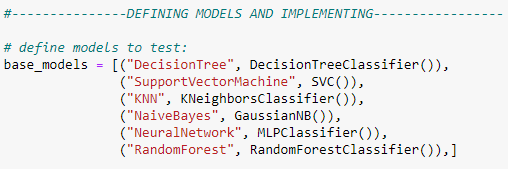 #---------------DEFINING MODELS AND IMPLEMENTING-----------------
# define models to test:
base_models = [("DecisionTree", DecisionTreeClassifier()),
("SupportVectorMachine", SVC()),
("KNN", KNeighborsClassifier()),
("NaiveBayes", GaussianNB()),
("NeuralNetwork", MLPClassifier()),
("RandomForest", RandomForestClassifier()),]